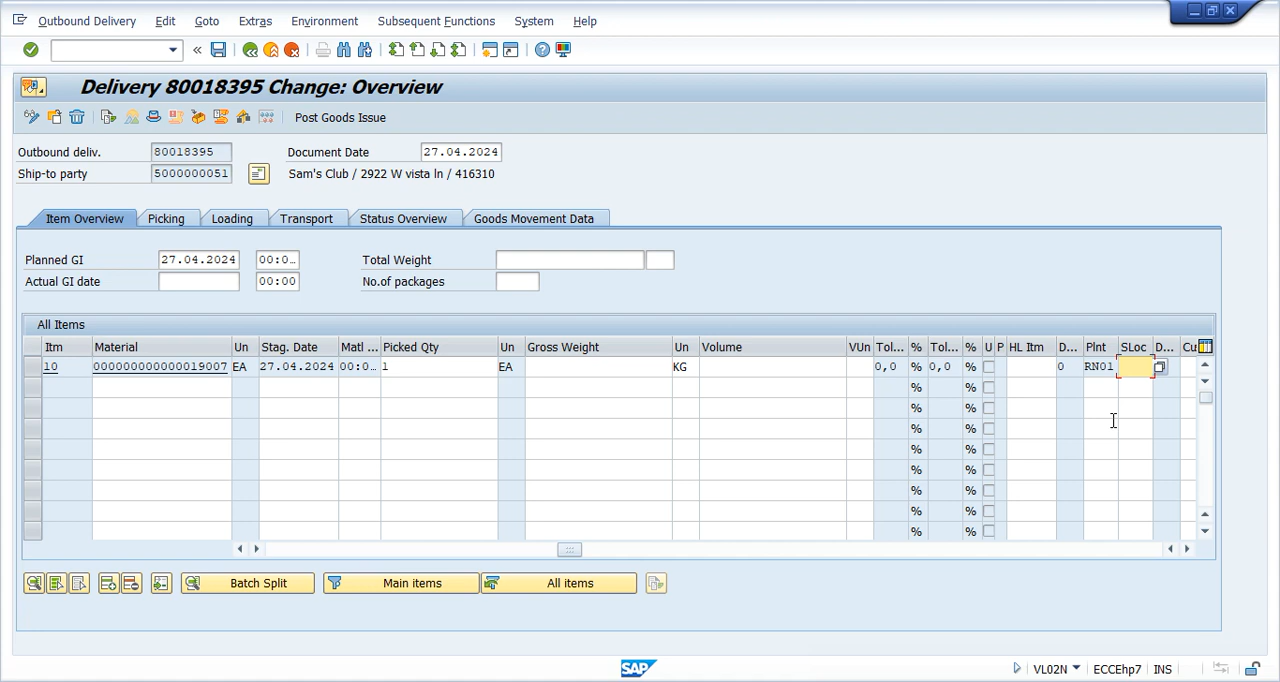 Outbound Delivery Edit Goto Extras Environment Subsequent Functions System Help
Delivery 80018395 Change: Overview
Post Goods Issue
Outbound deliv. 80018395 Document Date 27.04.2024
Ship-to party 5000000051 Sam's Club / 2922 W vista ln / 416310
Item Overview Picking Loading Transport Status Overview Goods Movement Data
Planned GI 27.04.2024 00:0… Total Weight
Actual GI date 00:00 No.of packages
All Items
Itm Material Un Stag. Date Matl ... Picked Qty Un Gross Weight Un Volume VUn Tol... % Tol... % U P HL Itm D... Plnt SLoc D... Cu
10 000000000000019007 EA 27.04.2024 00:0… 1 EA KG 0,0 % 0,0 % 0 RN01
% %
% %
% %
% %
% %
% %
% %
% %
Batch Split Main items All items
SAP VL02N ECCEhp7 INS